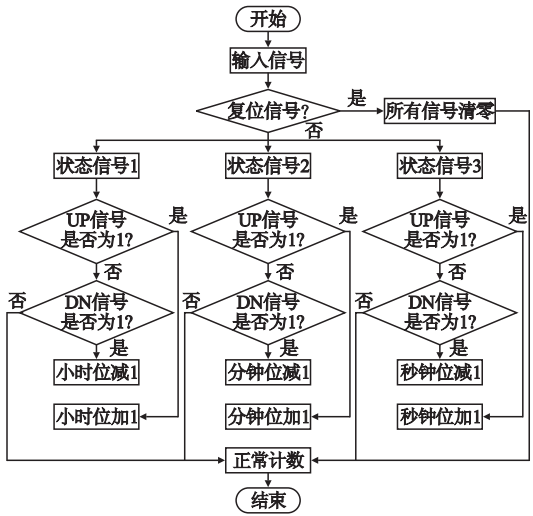 开始
输入信号
复位信号?
是
所有信号清零
否
状态信号1
状态信号2
状态信号3
UP信号
是否为1?
是
UP信号
是否为1?
是
UP信号
是否为1?
是
否
否
否
否
DN信号
是否为1?
否
DN信号
是否为1?
否
DN信号
是否为1?
是
是
是
小时位减1
分钟位减1
秒钟位减1
小时位加1
分钟位加1
秒钟位加1
正常计数
结束